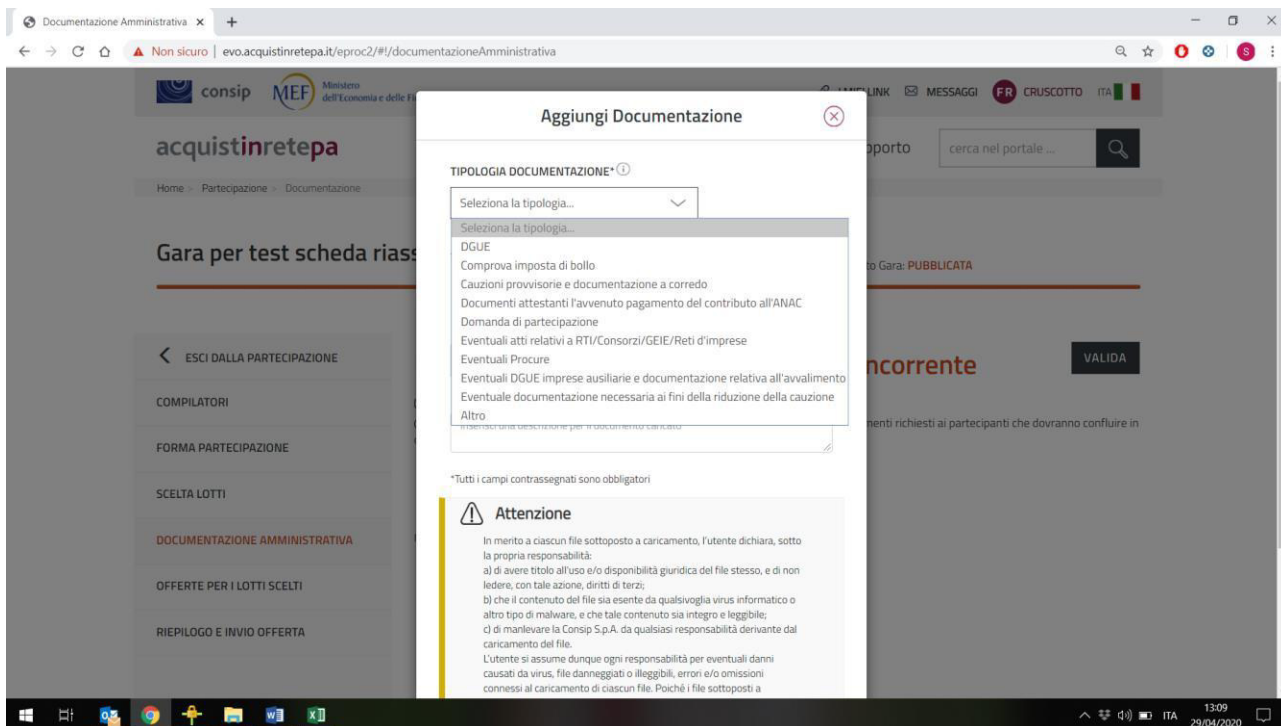 Documentazione Amministrativa
Non sicuro | evo.acquistinretepa.it/eproc2/#!/documentazioneAmministrativa
S
consip
MEF
Ministero
dell'Economia e delle
MESSAGGI
FR
CRUSCOTTO
ITA
acquistinretepa
cerca nel portale ...
Home > Partecipazione > Documentazione
Aggiungi Documentazione
TIPOLOGIA DOCUMENTAZIONE*
Seleziona la tipologia...
Seleziona la tipologia...
DGUE
Comprova imposta di bollo
Cauzioni provvisorie e documentazione a corredo
Documenti attestanti l'avvenuto pagamento del contributo all'ANAC
Domanda di partecipazione
Eventuali atti relativi a RTI/Consorzi/GEIE/Reti d'imprese
Eventuali Procure
Eventuali DGUE imprese ausiliarie e documentazione relativa all'avvalimento
Eventuale documentazione necessaria ai fini della riduzione della cauzione
Altro
Gara per test scheda riass
to Gara: PUBBLICATA
ESCI DALLA PARTECIPAZIONE
ncorrente
VALIDA
COMPILATORI
FORMA PARTECIPAZIONE
menti richiesti ai partecipanti che dovranno confluire in
SCELTA LOTTI
DOCUMENTAZIONE AMMINISTRATIVA
OFFERTE PER I LOTTI SCELTI
RIEPILOGO E INVIO OFFERTA
*Tutti i campi contrassegnati sono obbligatori
Attenzione
In merito a ciascun file sottoposto a caricamento, l'utente dichiara, sotto
la propria responsabilità:
a) di avere titolo all'uso e/o disponibilità giuridica del file stesso, e di non
ledere, con tale azione, diritti di terzi;
b) che il contenuto del file sia esente da qualsivoglia virus informatico o
altro tipo di malware, e che tale contenuto sia integro e leggibile;
c) di manlevare la Consip S.p.A. da qualsiasi responsabilità derivante dal
caricamento del file.
L'utente si assume dunque ogni responsabilità per eventuali danni
causati da virus, file danneggiati o illeggibili, errori e/o omissioni
connessi al caricamento di ciascun file. Poiché i file sottoposti a
ITA
13:09
29/04/2020